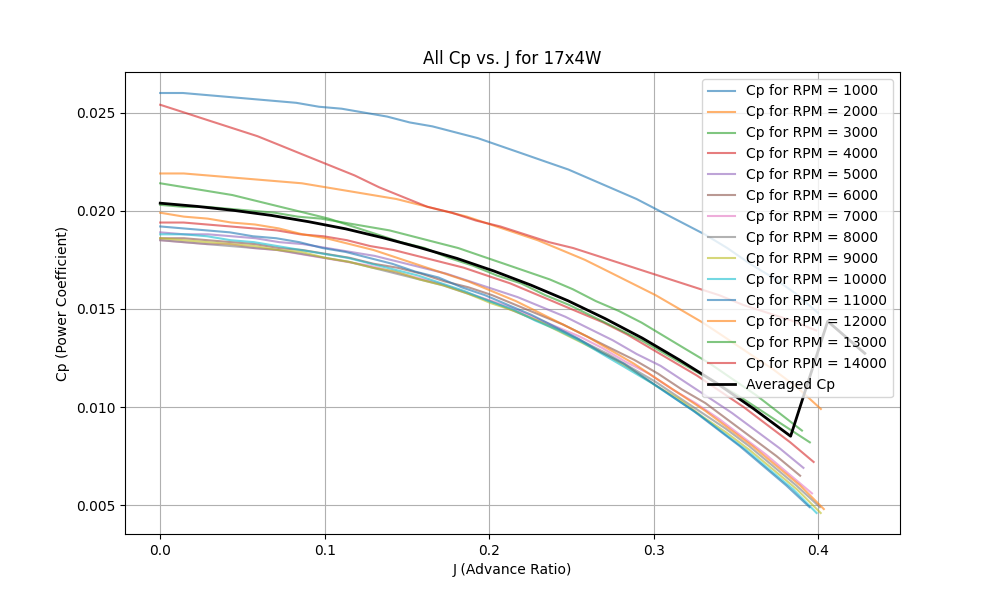 All Cp vs. J for 17x4W
Cp (Power Coefficient)
0.025
0.020
0.015
0.010
0.005
0.0
0.1
0.2
0.3
0.4
J (Advance Ratio)
Cp for RPM = 1000
Cp for RPM = 2000
Cp for RPM = 3000
Cp for RPM = 4000
Cp for RPM = 5000
Cp for RPM = 6000
Cp for RPM = 7000
Cp for RPM = 8000
Cp for RPM = 9000
Cp for RPM = 10000
Cp for RPM = 11000
Cp for RPM = 12000
Cp for RPM = 13000
Cp for RPM = 14000
Averaged Cp